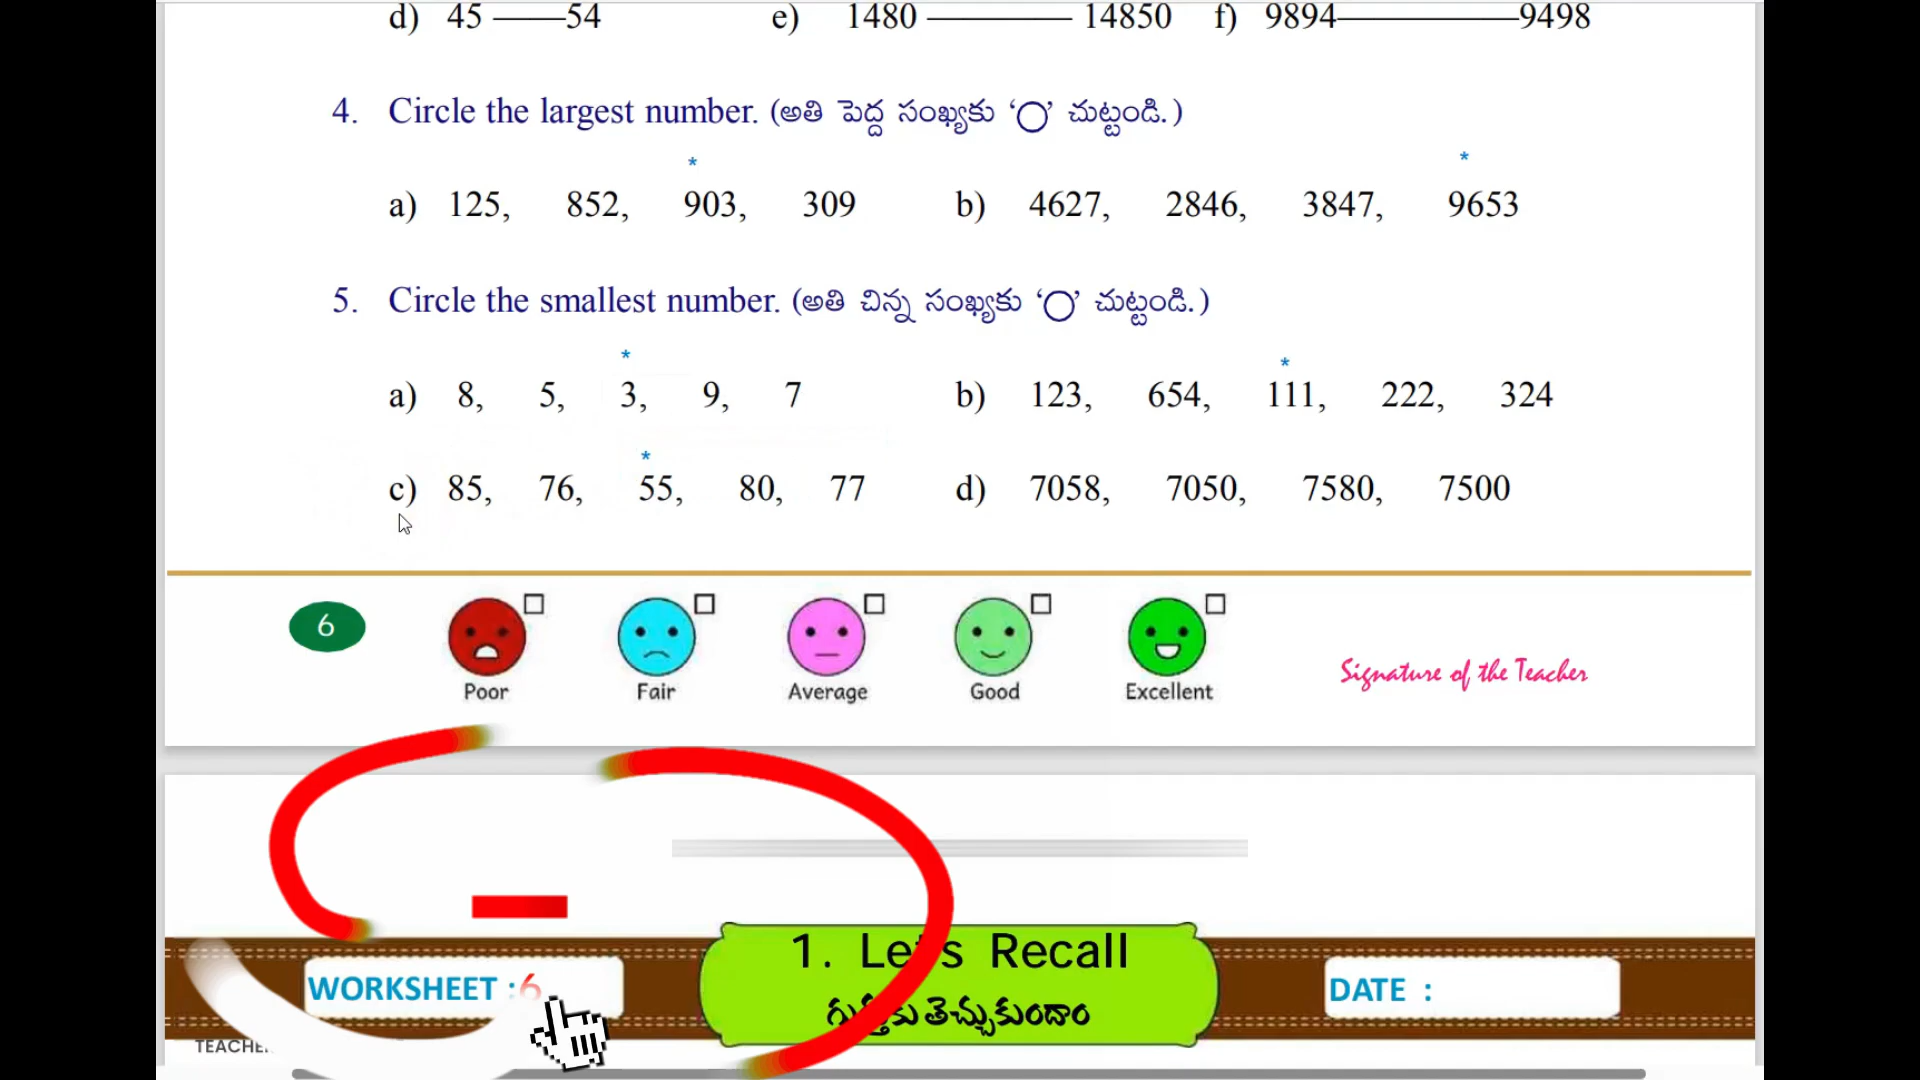 d) 45 ——54 e) 1480 ———— 14850 f) 9894—————9498
4. Circle the largest number. (అతి పెద్ద సంఖ్యకు ‘◯’ చుట్టండి.)
* *
a) 125, 852, 903, 309 b) 4627, 2846, 3847, 9653
5. Circle the smallest number. (అతి చిన్న సంఖ్యకు ‘◯’ చుట్టండి.)
* *
a) 8, 5, 3, 9, 7 b) 123, 654, 111, 222, 324
*
c) 85, 76, 55, 80, 77 d) 7058, 7050, 7580, 7500
6
Poor Fair Average Good Excellent
Signature of the Teacher
1. Let's Recall
WORKSHEET :6
గుర్తుకు తెచ్చుకుందాం
DATE :